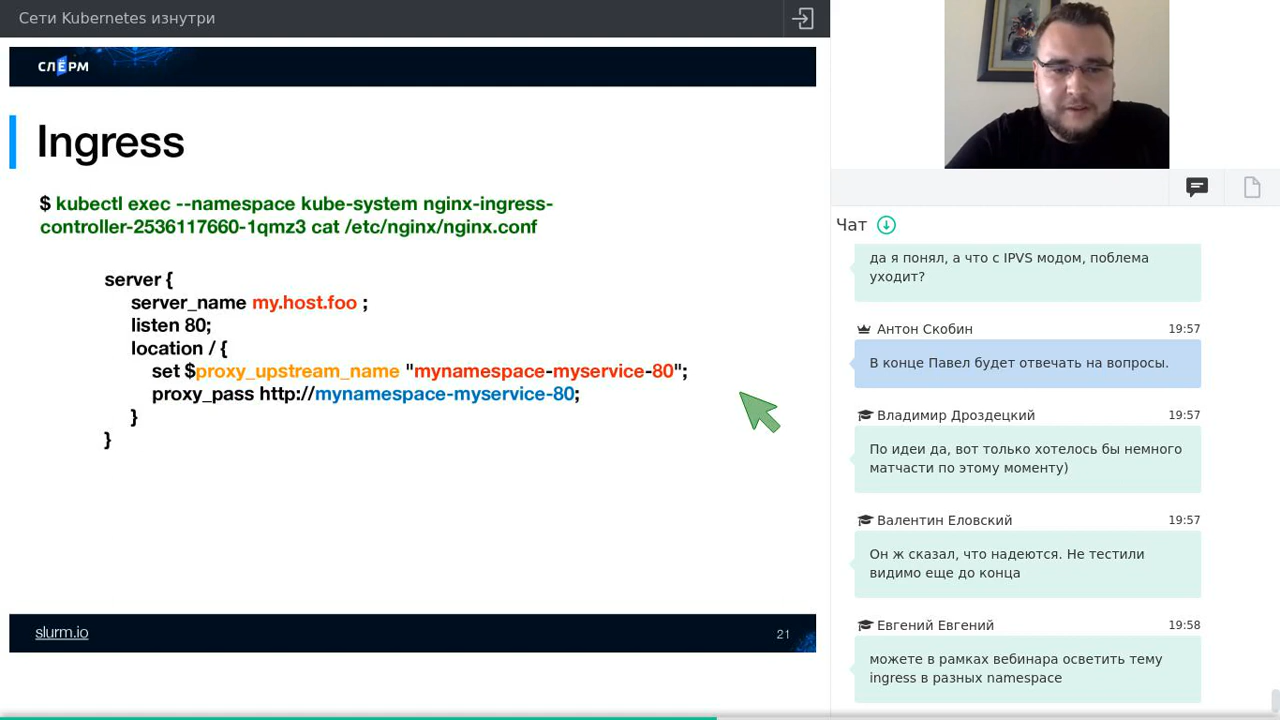 Сети Kubernetes изнутри
СЛЁРМ
Ingress
$ kubectl exec --namespace kube-system nginx-ingress-
controller-2536117660-1qmz3 cat /etc/nginx/nginx.conf
server {
server_name my.host.foo ;
listen 80;
location / {
set $proxy_upstream_name "mynamespace-myservice-80";
proxy_pass http://mynamespace-myservice-80;
}
}
slurm.io
21
Чат
да я понял, а что с IPVS модом, поблема
уходит?
Антон Скобин 19:57
В конце Павел будет отвечать на вопросы.
Владимир Дроздецкий 19:57
По идеи да, вот только хотелось бы немного
матчасти по этому моменту)
Валентин Еловский 19:57
Он ж сказал, что надеются. Не тестили
видимо еще до конца
Евгений Евгений 19:58
можете в рамках вебинара осветить тему
ingress в разных namespace